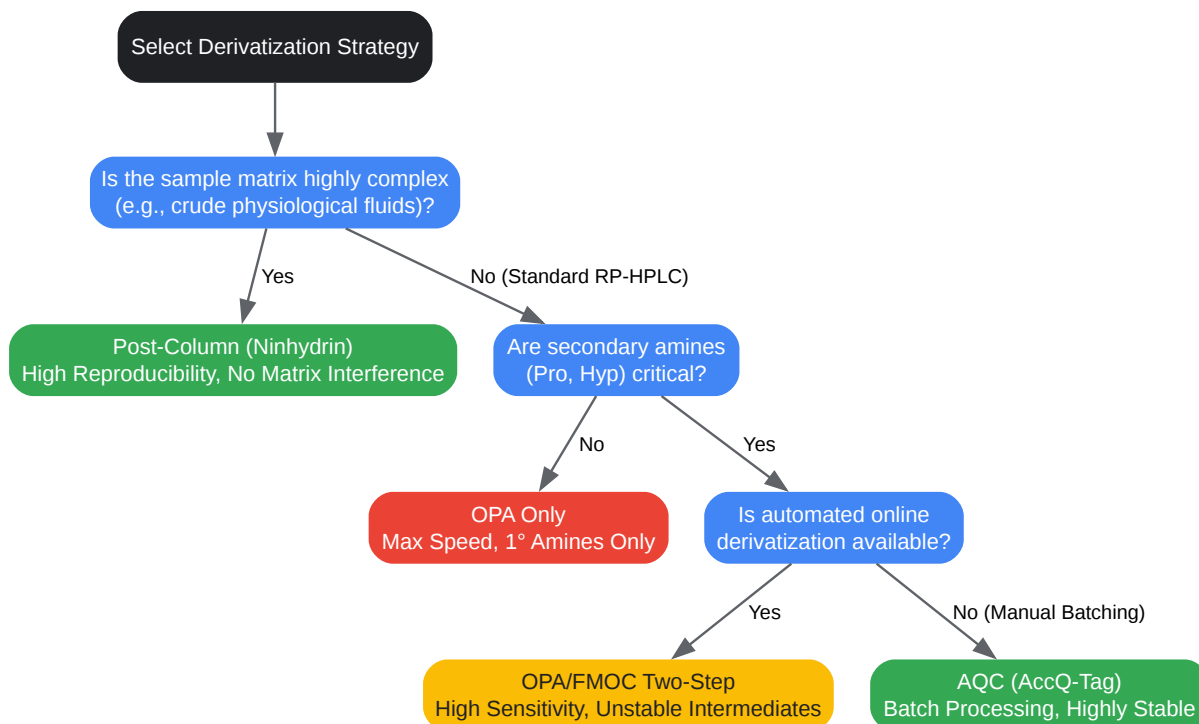 Select Derivatization Strategy
Is the sample matrix highly complex
(e.g., crude physiological fluids)?
Yes
No (Standard RP-HPLC)
Post-Column (Ninhydrin)
High Reproducibility, No Matrix Interference
Are secondary amines
(Pro, Hyp) critical?
No
Yes
OPA Only
Max Speed, 1° Amines Only
Is automated online
derivatization available?
Yes
No (Manual Batching)
OPA/FMOC Two-Step
High Sensitivity, Unstable Intermediates
AQC (AccQ-Tag)
Batch Processing, Highly Stable